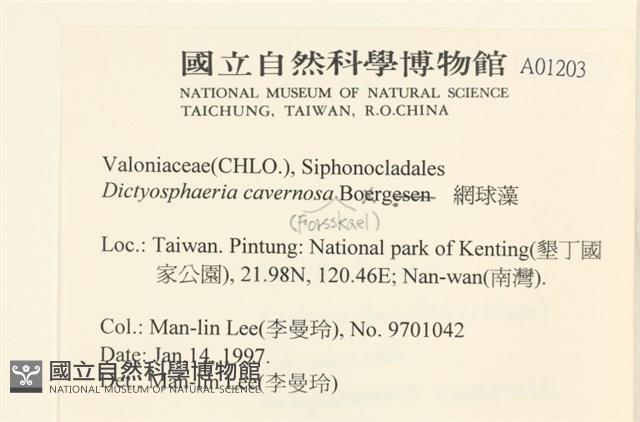 國立自然科學博物館
A01203
NATIONAL MUSEUM OF NATURAL SCIENCE
TAICHUNG, TAIWAN, R.O.CHINA
Valoniaceae(CHLO.), Siphonocladales
Dictyosphaeria cavernosa Boergesen 網球藻
(Forsskael)
Loc.: Taiwan. Pintung: National park of Kenting(墾丁國
家公園), 21.98N, 120.46E; Nan-wan(南灣).
Col.: Man-lin Lee(李曼玲), No. 9701042
Date: Jan 14, 1997.
Det.: Man-lin Lee(李曼玲)
國立自然科學博物館
NATIONAL MUSEUM OF NATURAL SCIENCE